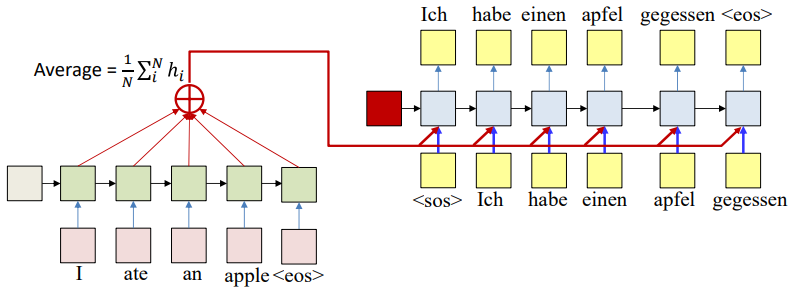 Ich habe einen apfel gegessen <eos>
Average = \frac{1}{N} \sum_{i}^{N} h_i
<sos> Ich habe einen apfel gegessen
I ate an apple <eos>